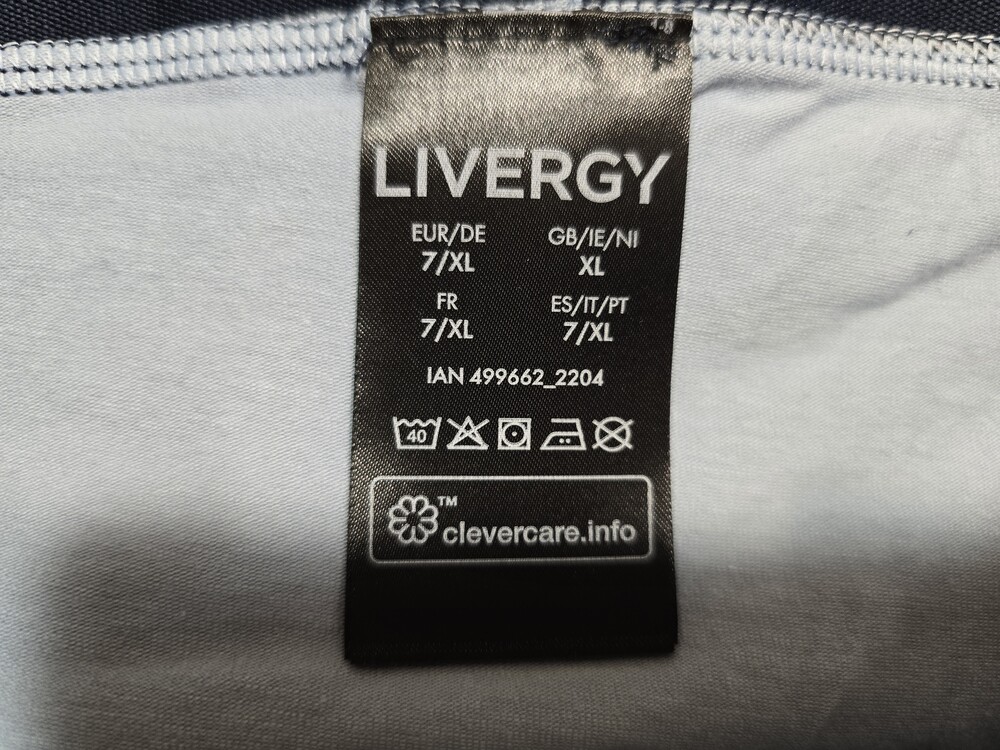 LIVERGY
EUR/DE GB/IE/NI
7/XL XL
FR ES/IT/PT
7/XL 7/XL
IAN 499662_2204
40
™
clevercare.info